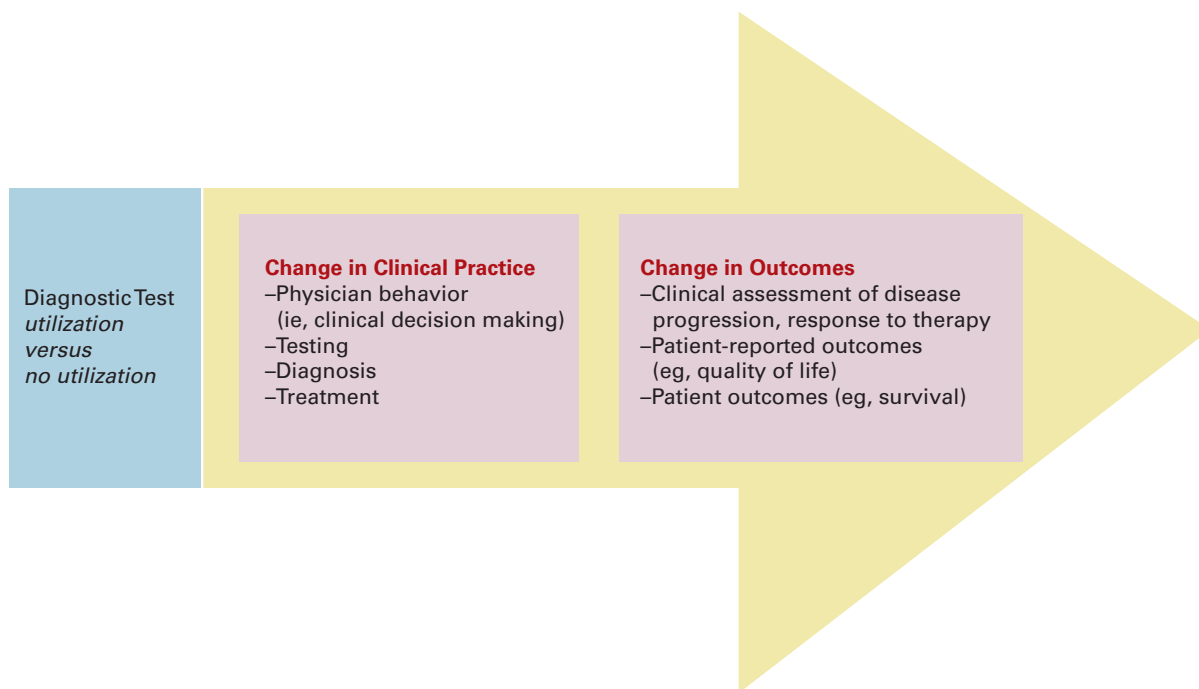 Diagnostic Test
utilization
versus
no utilization
Change in Clinical Practice
–Physician behavior
(ie, clinical decision making)
–Testing
–Diagnosis
–Treatment
Change in Outcomes
–Clinical assessment of disease
progression, response to therapy
–Patient-reported outcomes
(eg, quality of life)
–Patient outcomes (eg, survival)